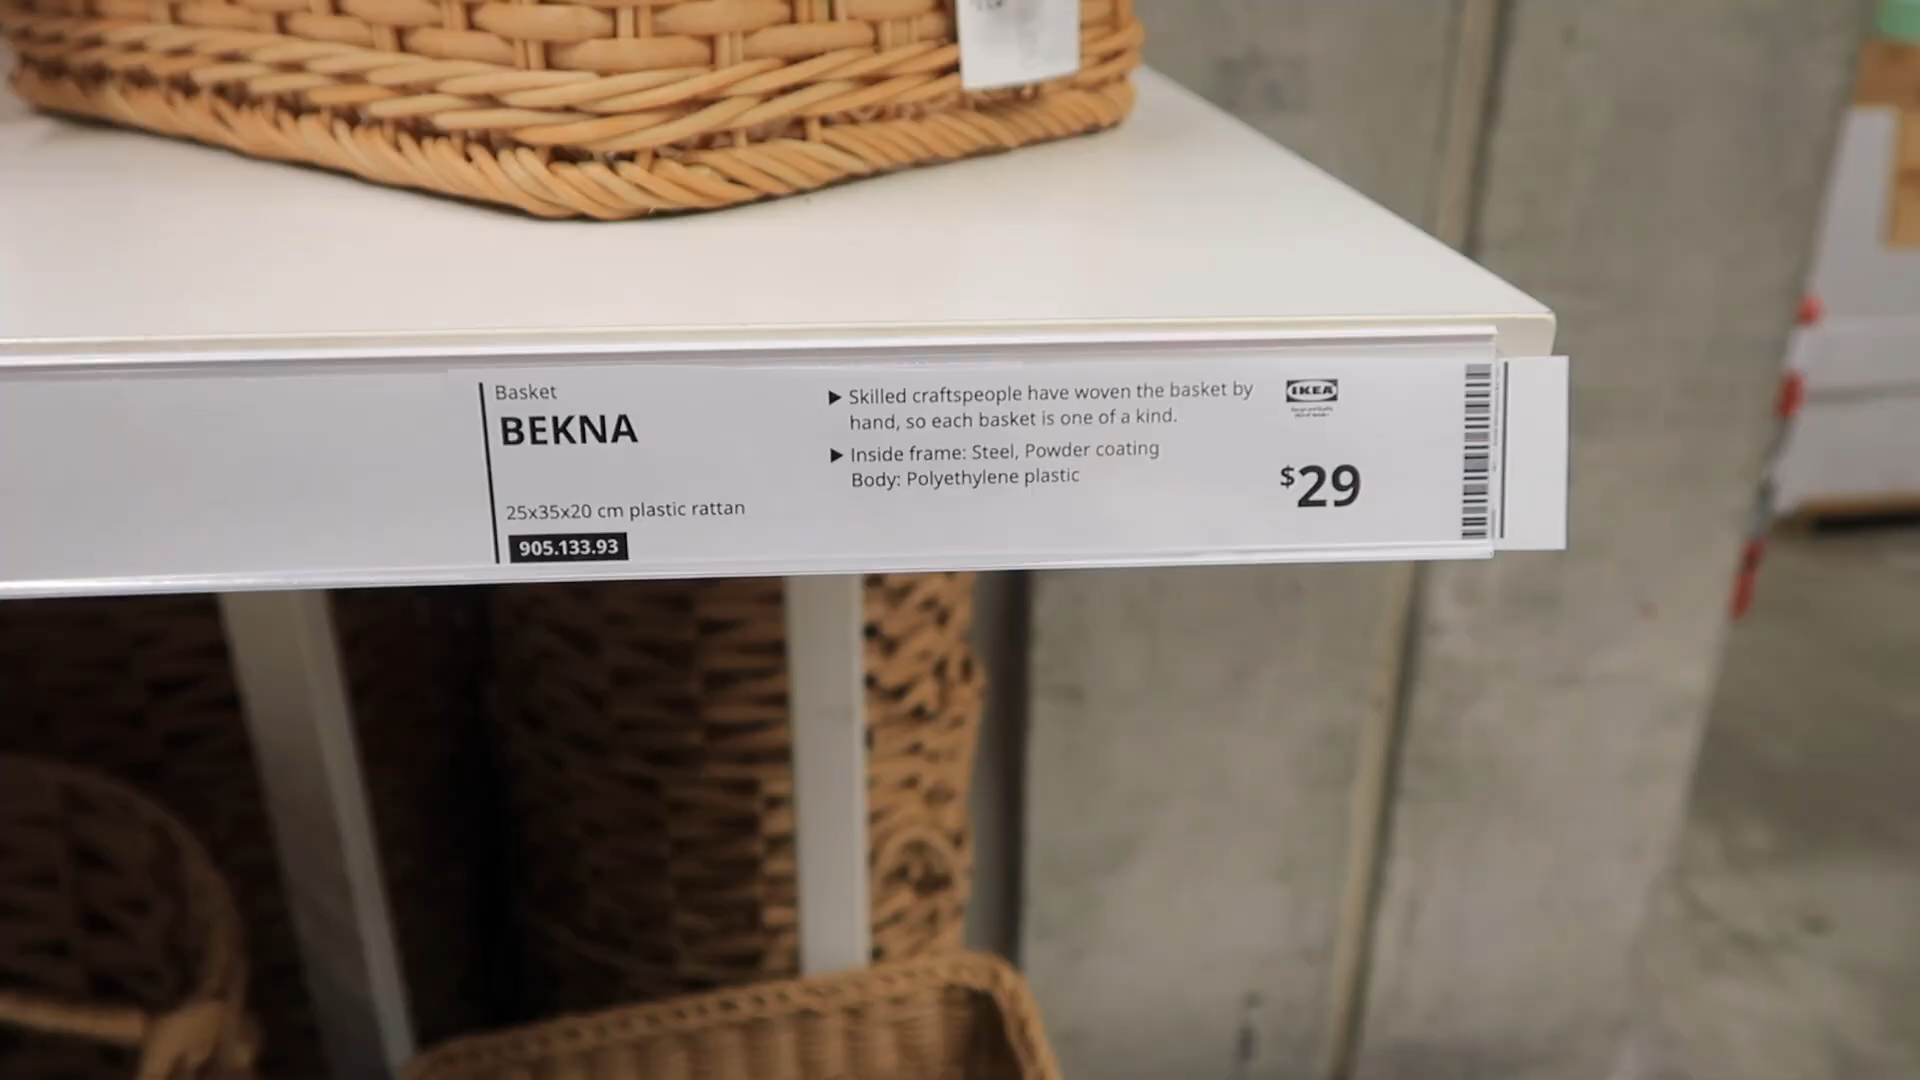 Basket
BEKNA
25x35x20 cm plastic rattan
905.133.93
▶ Skilled craftspeople have woven the basket by
hand, so each basket is one of a kind.
▶ Inside frame: Steel, Powder coating
Body: Polyethylene plastic
IKEA
$29